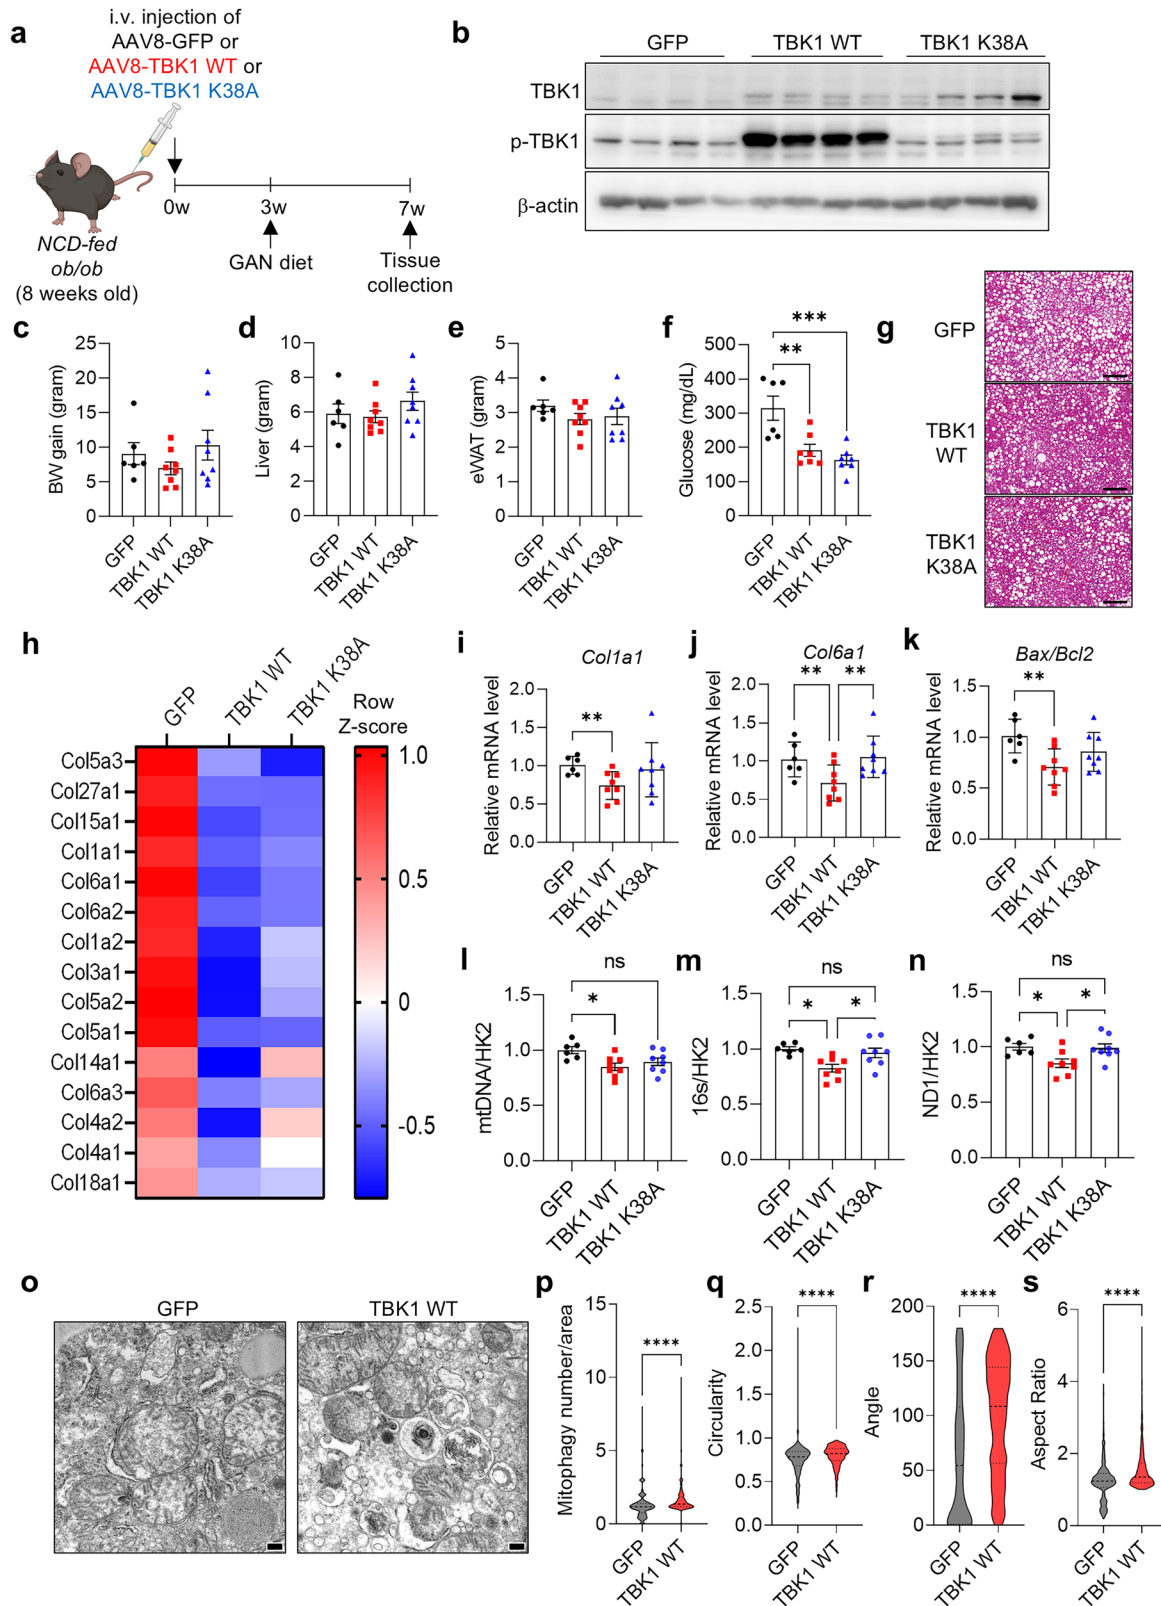 a
i.v. injection of
AAV8-GFP or
AAV8-TBK1 WT or
AAV8-TBK1 K38A
0w
3w
7w
GAN diet
Tissue
collection
NCD-fed
ob/ob
(8 weeks old)
b
GFP
TBK1 WT
TBK1 K38A
TBK1
p-TBK1
β-actin
c
BW gain (gram)
25
20
15
10
5
0
GFP
TBK1 WT
TBK1 K38A
d
Liver (gram)
10
8
6
4
2
0
GFP
TBK1 WT
TBK1 K38A
e
eWAT (gram)
5
4
3
2
1
0
GFP
TBK1 WT
TBK1 K38A
f
Glucose (mg/dL)
500
400
300
200
100
0
***
**
GFP
TBK1 WT
TBK1 K38A
g
GFP
TBK1
WT
TBK1
K38A
h
GFP
TBK1 WT
TBK1 K38A
Row
Z-score
Col5a3
Col27a1
Col15a1
Col1a1
Col6a1
Col6a2
Col1a2
Col3a1
Col5a2
Col5a1
Col14a1
Col6a3
Col4a2
Col4a1
Col18a1
1.0
0.5
0
-0.5
i
Col1a1
Relative mRNA level
2.0
1.5
1.0
0.5
0.0
**
GFP
TBK1 WT
TBK1 K38A
j
Col6a1
Relative mRNA level
2.0
1.5
1.0
0.5
0.0
** **
GFP
TBK1 WT
TBK1 K38A
k
Bax/Bcl2
Relative mRNA level
1.5
1.0
0.5
0.0
**
GFP
TBK1 WT
TBK1 K38A
l
mtDNA/HK2
1.5
1.0
0.5
0.0
ns
*
GFP
TBK1 WT
TBK1 K38A
m
16s/HK2
1.5
1.0
0.5
0.0
ns
* *
GFP
TBK1 WT
TBK1 K38A
n
ND1/HK2
1.5
1.0
0.5
0.0
ns
* *
GFP
TBK1 WT
TBK1 K38A
o
GFP
TBK1 WT
p
Mitophagy number/area
15
10
5
0
****
GFP
TBK1 WT
q
Circularity
2.5
2.0
1.5
1.0
0.5
0.0
****
GFP
TBK1 WT
r
Angle
200
150
100
50
0
****
GFP
TBK1 WT
s
Aspect Ratio
6
4
2
0
****
GFP
TBK1 WT